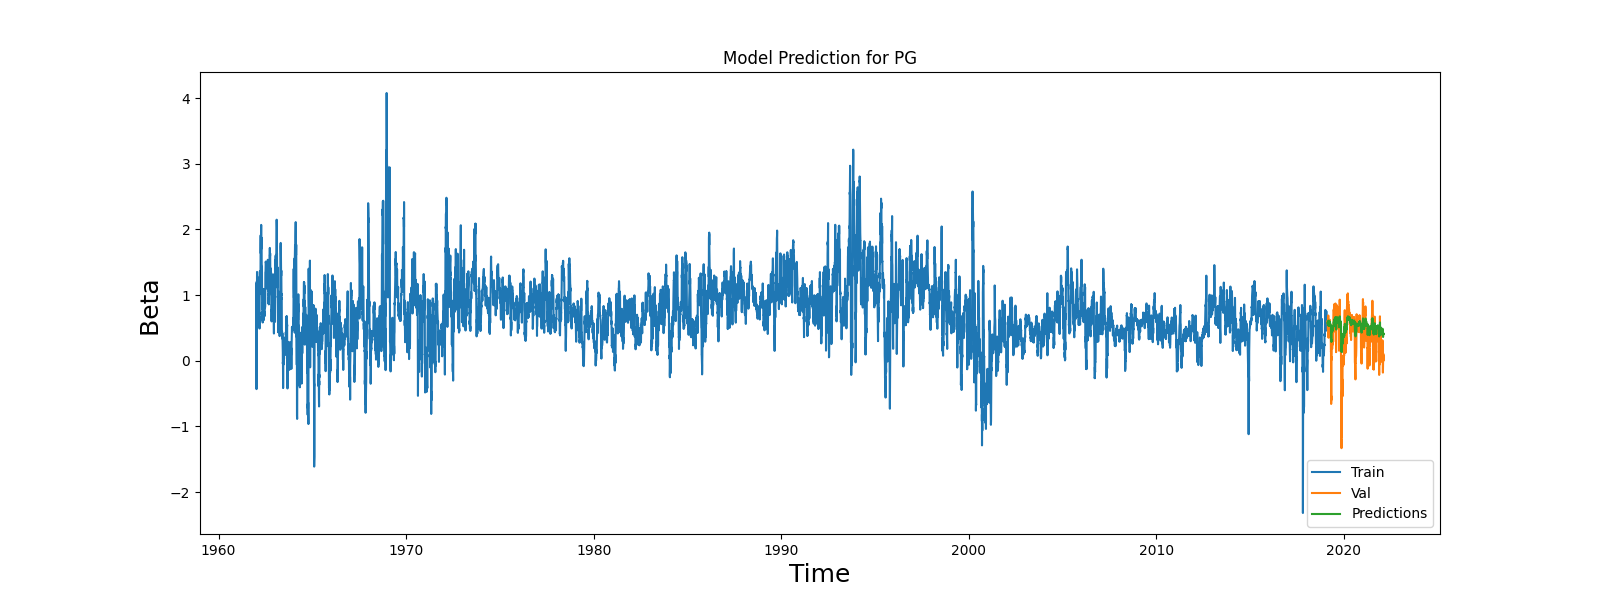 Model Prediction for PG
4
3
2
1
0
−1
−2
Beta
1960 1970 1980 1990 2000 2010 2020
Time
Train
Val
Predictions